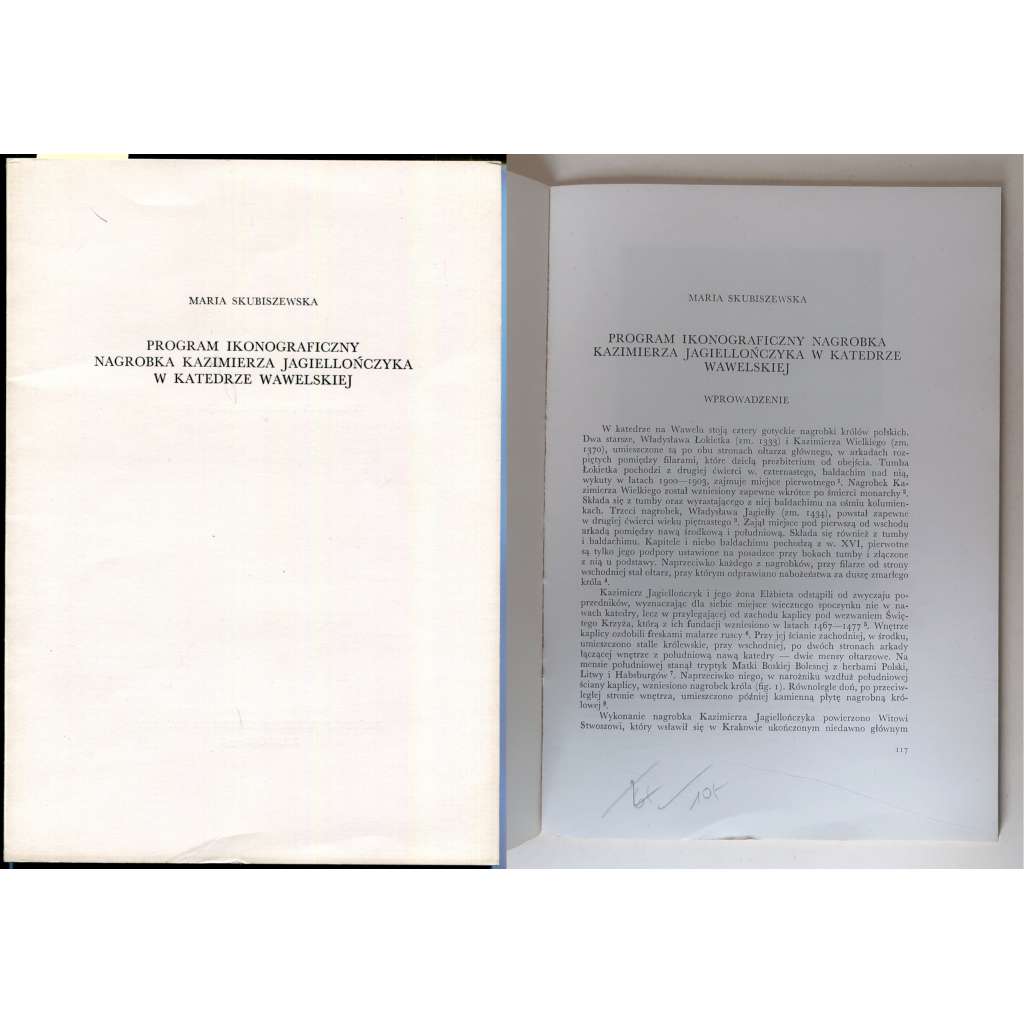 MARIA SKUBISZEWSKA
PROGRAM IKONOGRAFICZNY
NAGROBKA KAZIMIERZA JAGIELLOŃCZYKA
W KATEDRZE WAWELSKIEJ
MARIA SKUBISZEWSKA
PROGRAM IKONOGRAFICZNY NAGROBKA
KAZIMIERZA JAGIELLOŃCZYKA W KATEDRZE
WAWELSKIEJ
WPROWADZENIE
W katedrze na Wawelu stoją cztery gotyckie nagrobki królów polskich.
Dwa starsze, Władysława Łokietka (zm. 1333) i Kazimierza Wielkiego (zm.
1370), umieszczone są po obu stronach ołtarza głównego, w arkadach roz-
piętych pomiędzy filarami, które dzielą prezbiterium od obejścia. Tumba
Łokietka pochodzi z drugiej ćwierci w. czternastego, baldachim nad nią,
wykuty w latach 1900—1903, zajmuje miejsce pierwotnego ¹. Nagrobek Ka-
zimierza Wielkiego został wzniesiony zapewne wkrótce po śmierci monarchy ².
Składa się z tumby oraz wyrastającego z niej baldachimu na ośmiu kolumien-
kach. Trzeci nagrobek, Władysława Jagiełły (zm. 1434), powstał zapewne
w drugiej ćwierci wieku piętnastego ³. Zajął miejsce pod pierwszą od wschodu
arkadą pomiędzy nawą środkową i południową. Składa się również z tumby
i baldachimu. Kapitele i niebo baldachimu pochodzą z w. XVI, pierwotne
są tylko jego podpory ustawione na posadzce przy bokach tumby i złączone
z nią u podstawy. Naprzeciwko każdego z nagrobków, przy filarze od strony
wschodniej stał ołtarz, przy którym odprawiano nabożeństwa za duszę zmarłego
króla ⁴.
Kazimierz Jagiellończyk i jego żona Elżbieta odstąpili od zwyczaju po-
przedników, wyznaczając dla siebie miejsce wiecznego spoczynku nie w na-
wach katedry, lecz w przylegającej od zachodu kaplicy pod wezwaniem Świę-
tego Krzyża, którą z ich fundacji wzniesiono w latach 1467—1477 ⁵. Wnętrze
kaplicy ozdobili freskami malarze ruscy ⁶. Przy jej ścianie zachodniej, w środku,
umieszczono stalle królewskie, przy wschodniej, po dwóch stronach arkady
łączącej wnętrze z południową nawą katedry — dwie mensy ołtarzowe. Na
mensie południowej stanął tryptyk Matki Boskiej Bolesnej z herbami Polski,
Litwy i Habsburgów ⁷. Naprzeciwko niego, w narożniku wzdłuż południowej
ściany kaplicy, wzniesiono nagrobek króla (fig. 1). Równolegle doń, po przeciw-
ległej stronie wnętrza, umieszczono później kamienną płytę nagrobną kró-
lowej ⁸.
Wykonanie nagrobka Kazimierza Jagiellończyka powierzono Witowi
Stwoszowi, który wsławił się w Krakowie ukończonym niedawno głównym
117